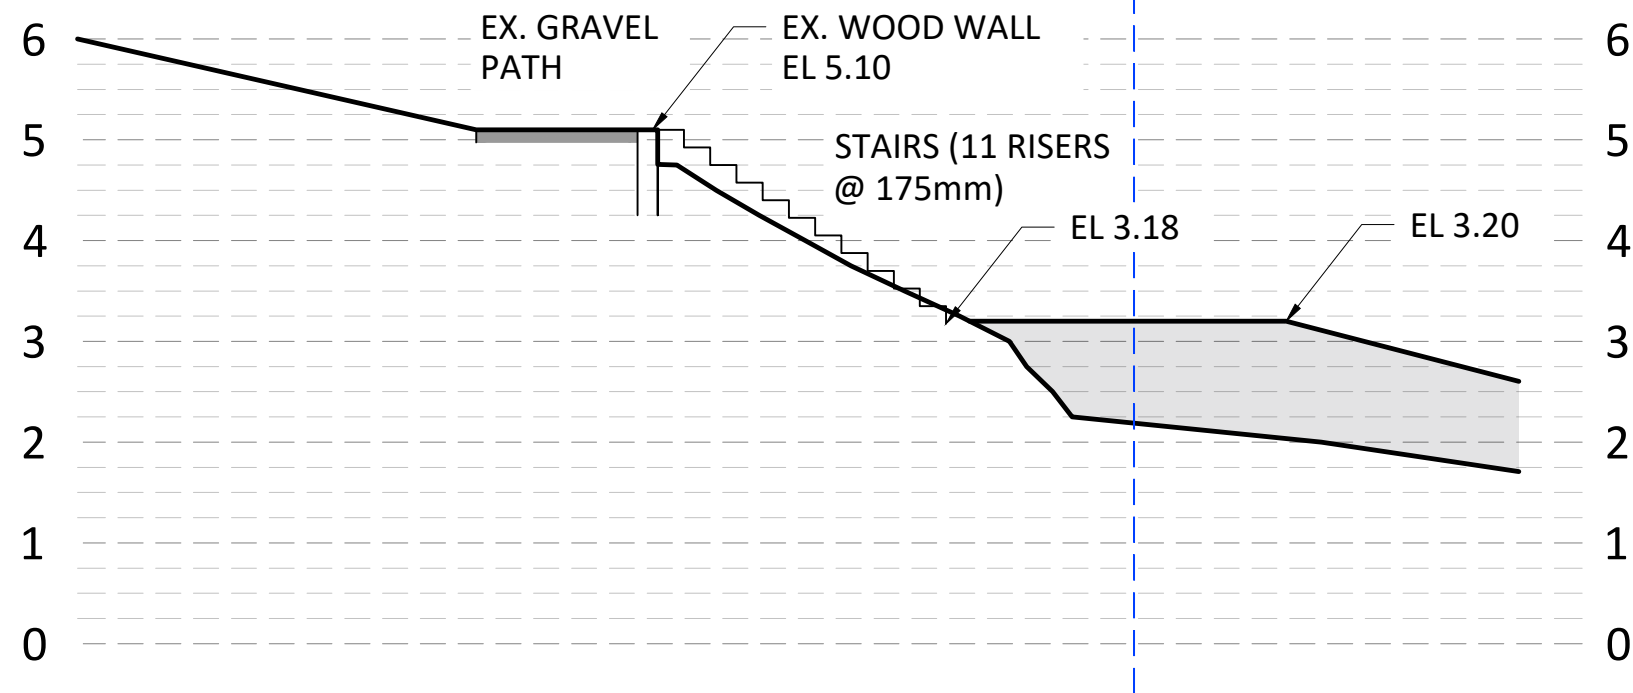 6
EX. GRAVEL
PATH
EX. WOOD WALL
EL 5.10
6
5
STAIRS (11 RISERS
@ 175mm)
5
4
EL 3.18
EL 3.20
4
3
3
2
2
1
1
0
0